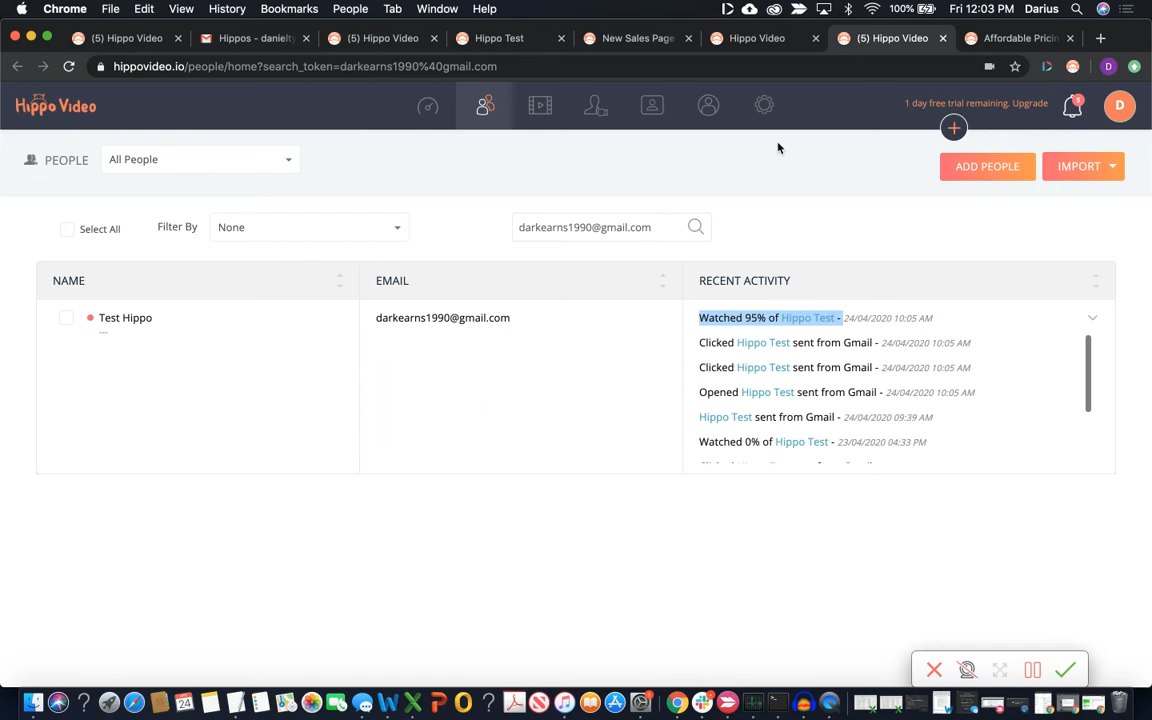 Chrome File Edit View History Bookmarks People Tab Window Help 100% Fri 12:03 PM Darius
(5) Hippo Video Hippos - danielty (5) Hippo Video Hippo Test New Sales Page Hippo Video (5) Hippo Video Affordable Pricin
hippovideo.io/people/home?search_token=darkearns1990%40gmail.com D
Hippo Video 1 day free trial remaining. Upgrade D
PEOPLE All People ADD PEOPLE IMPORT
Select All Filter By None darkearns1990@gmail.com
NAME EMAIL RECENT ACTIVITY
Test Hippo darkearns1990@gmail.com Watched 95% of Hippo Test - 24/04/2020 10:05 AM
---
Clicked Hippo Test sent from Gmail - 24/04/2020 10:05 AM
Clicked Hippo Test sent from Gmail - 24/04/2020 10:05 AM
Opened Hippo Test sent from Gmail - 24/04/2020 10:05 AM
Hippo Test sent from Gmail - 24/04/2020 09:39 AM
Watched 0% of Hippo Test - 23/04/2020 04:33 PM